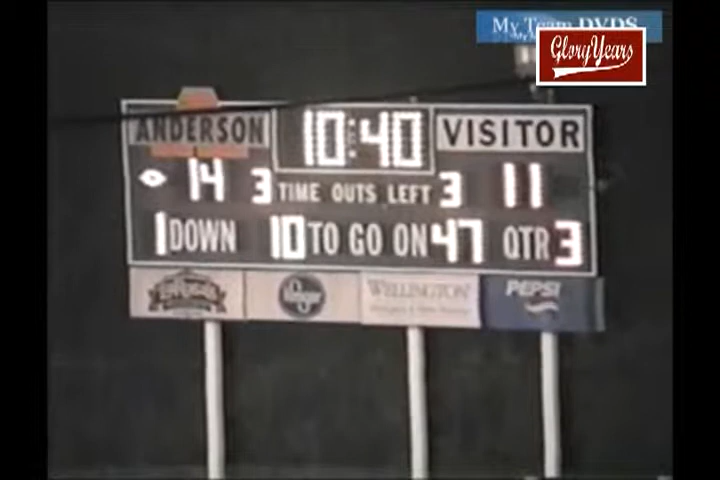 My Team DVDS
GloryYears
ANDERSON 10:40 VISITOR
14 3 TIME OUTS LEFT 3 11
1 DOWN 10 TO GO ON 47 QTR 3
Kroger WELLINGTON PEPSI